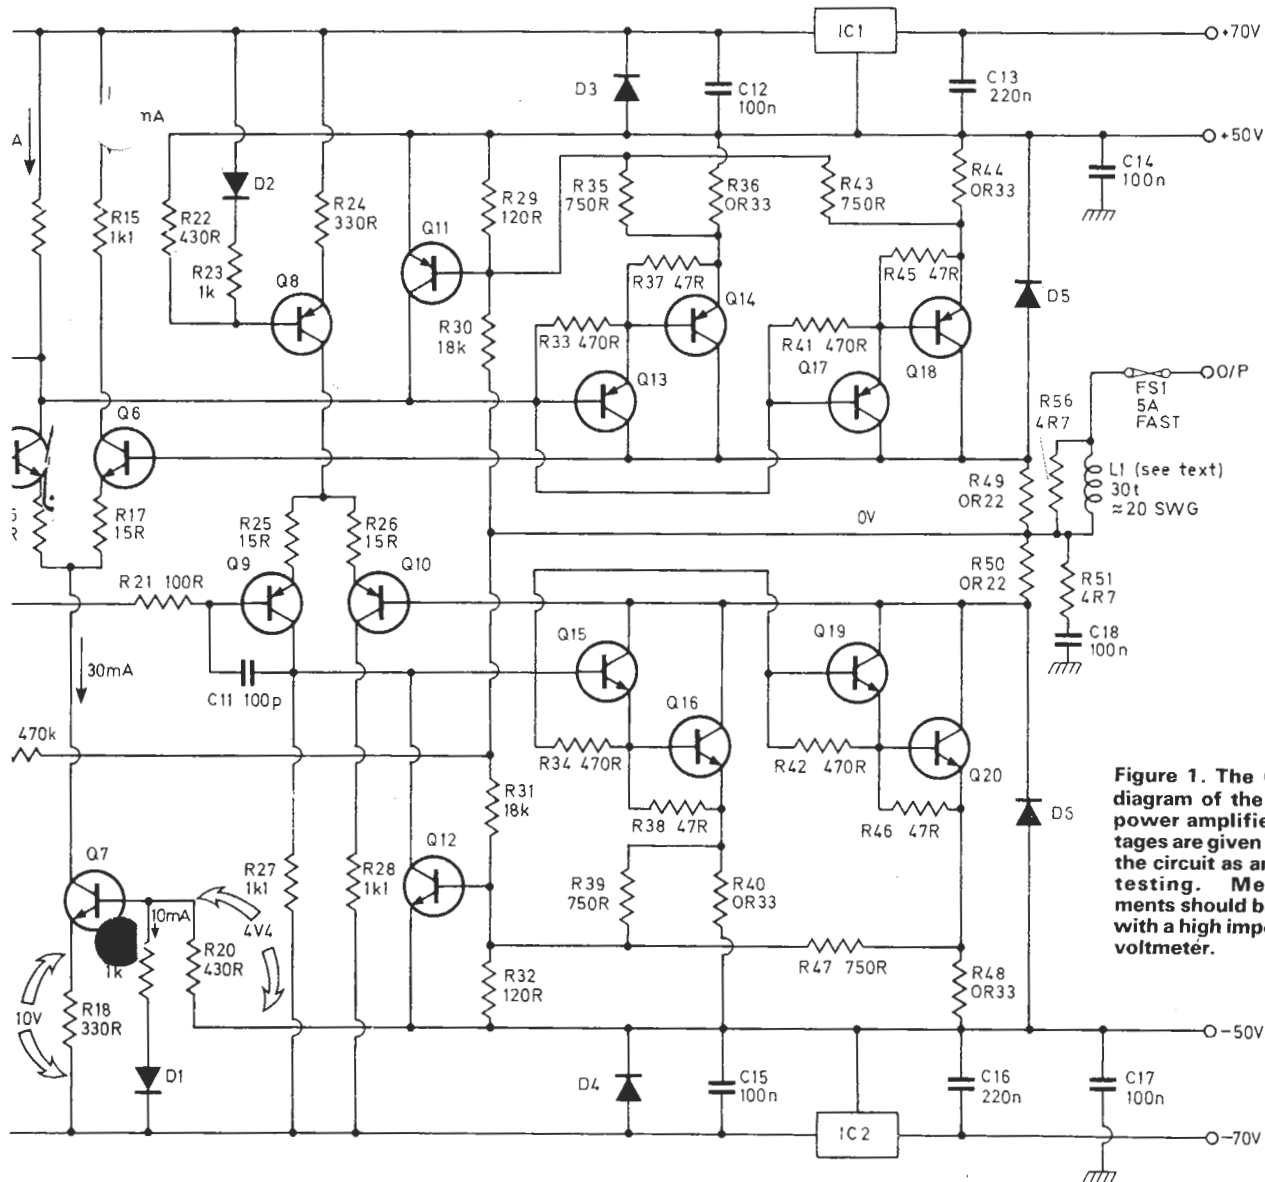 IC1
+70V
D3
C12
100n
C13
220n
nA
A
+50V
D2
R15
1k1
R22
430R
R23
1k
R24
330R
Q8
Q11
R29
120R
R30
18k
R35
750R
R36
0R33
R43
750R
R44
0R33
C14
100n
R37 47R
Q14
R45 47R
Q18
D5
R33 470R
Q13
R41 470R
Q17
O/P
FS1
5A
FAST
R56
4R7
Q6
R17
15R
R
R49
0R22
L1 (see text)
30t
≈20 SWG
0V
R25
15R
R26
15R
R21 100R
Q9
Q10
R50
0R22
R51
4R7
C18
100n
30mA
C11 100p
Q15
Q16
Q19
Q20
470k
R34 470R
R42 470R
R31
18k
R38 47R
R46 47R
D5
Q7
10mA
1k
4V4
R20
430R
R27
1k1
R28
1k1
Q12
R39
750R
R40
0R33
R47 750R
R48
0R33
R32
120R
10V
R18
330R
D1
-50V
D4
C15
100n
C16
220n
C17
100n
IC2
-70V
Figure 1. The
diagram of the
power amplifie
tages are given
the circuit as a
testing. Me
ments should b
with a high imp
voltmeter.